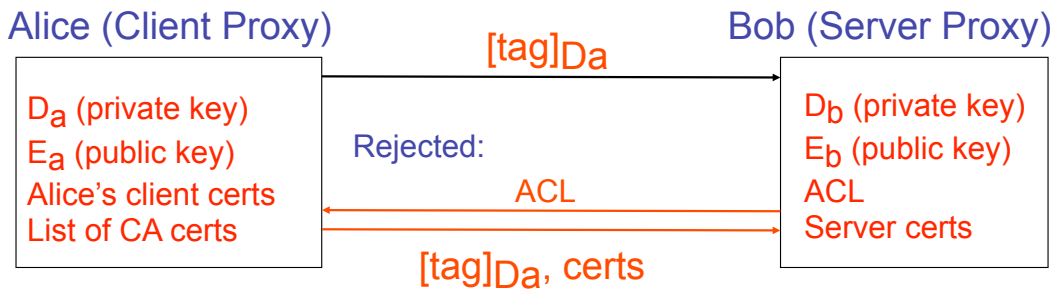 Alice (Client Proxy)
Bob (Server Proxy)
[tag]Da
Da (private key)
Ea (public key)
Alice’s client certs
List of CA certs
Rejected:
ACL
[tag]Da, certs
Db (private key)
Eb (public key)
ACL
Server certs